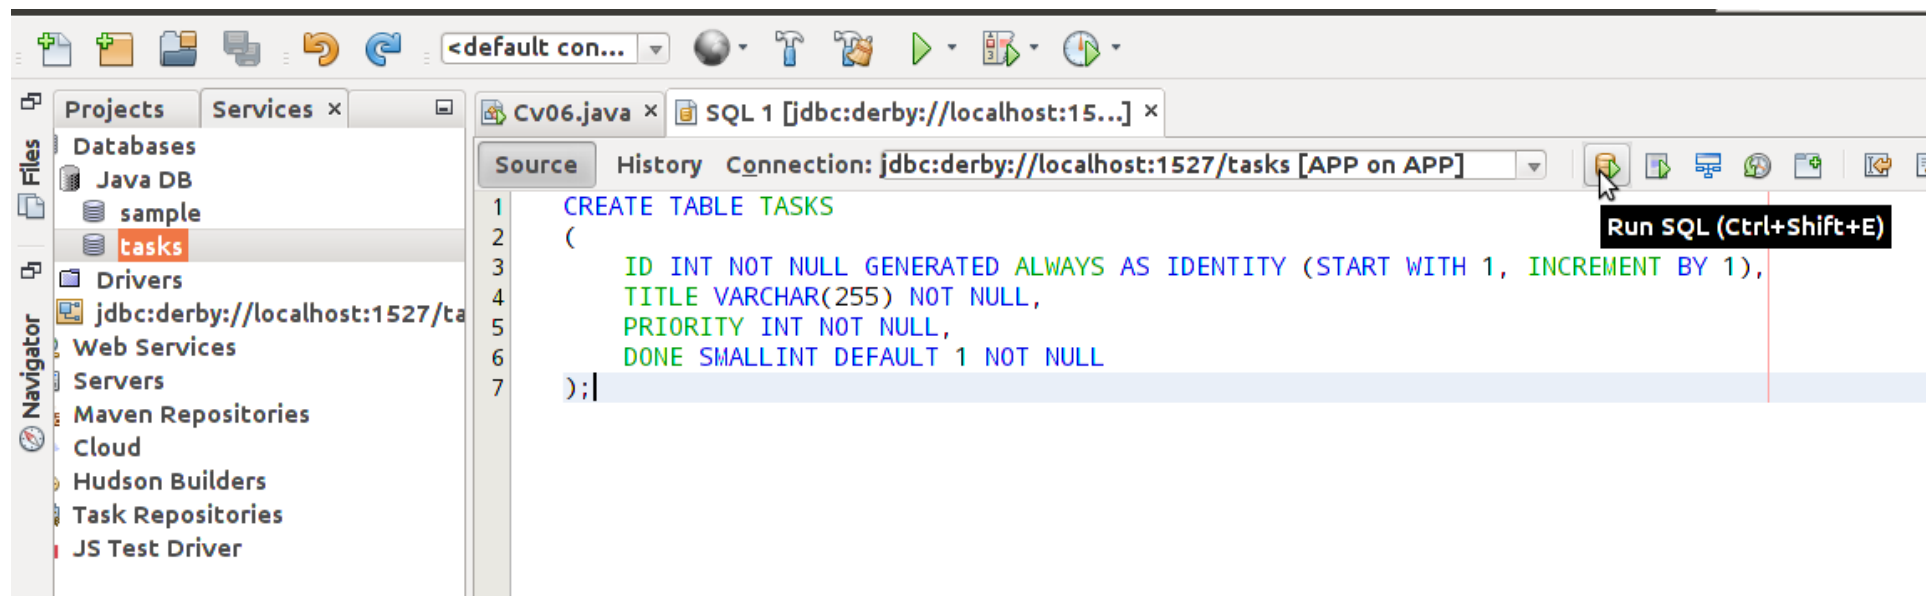 <default con...
Projects
Services ×
Cv06.java ×
SQL 1 [jdbc:derby://localhost:15...] ×
Files
Navigator
Databases
Java DB
sample
tasks
Drivers
jdbc:derby://localhost:1527/ta
Web Services
Servers
Maven Repositories
Cloud
Hudson Builders
Task Repositories
JS Test Driver
Source
History
Connection: jdbc:derby://localhost:1527/tasks [APP on APP]
Run SQL (Ctrl+Shift+E)
1 CREATE TABLE TASKS
2 (
3 ID INT NOT NULL GENERATED ALWAYS AS IDENTITY (START WITH 1, INCREMENT BY 1),
4 TITLE VARCHAR(255) NOT NULL,
5 PRIORITY INT NOT NULL,
6 DONE SMALLINT DEFAULT 1 NOT NULL
7 );